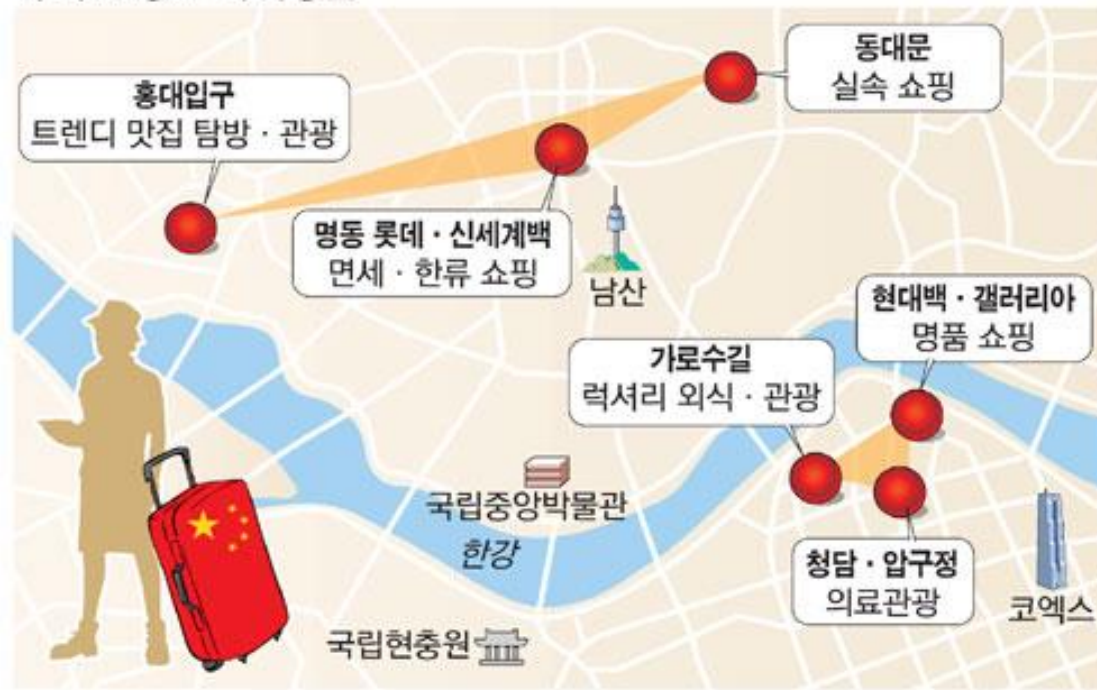 동대문
실속 쇼핑
홍대입구
트렌디 맛집 탐방 · 관광
명동 롯데 · 신세계백
면세 · 한류 쇼핑
남산
현대백 · 갤러리아
명품 쇼핑
가로수길
럭셔리 외식 · 관광
국립중앙박물관
한강
청담 · 압구정
의료관광
코엑스
국립현충원